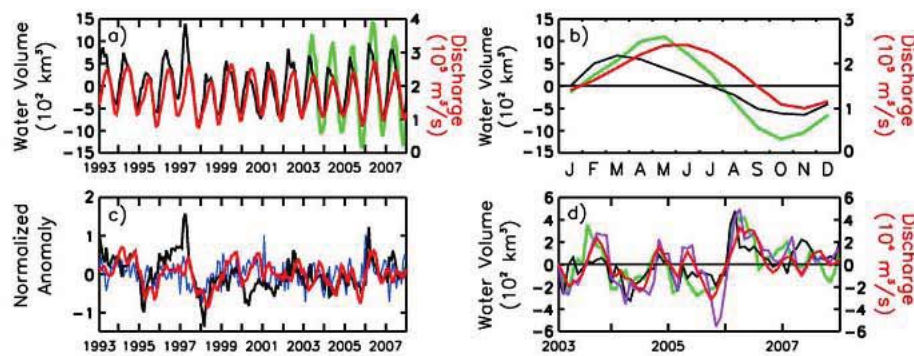 a)
Water Volume
(10² km³)
15
10
5
0
−5
−10
−15
4
3
2
1
0
Discharge
(10⁵ m³/s)
1993 1995 1997 1999 2001 2003 2005 2007
b)
Water Volume
(10² km³)
15
10
5
0
−5
−10
−15
3
2
1
0
Discharge
(10⁵ m³/s)
J F M A M J J A S O N D
c)
Normalized
Anonmaly
2
1
0
−1
1993 1995 1997 1999 2001 2003 2005 2007
d)
Water Volume
(10² km³)
6
4
2
0
−2
−4
−6
6
4
2
0
−2
−4
−6
Discharge
(10⁴ m³/s)
2003 2005 2007